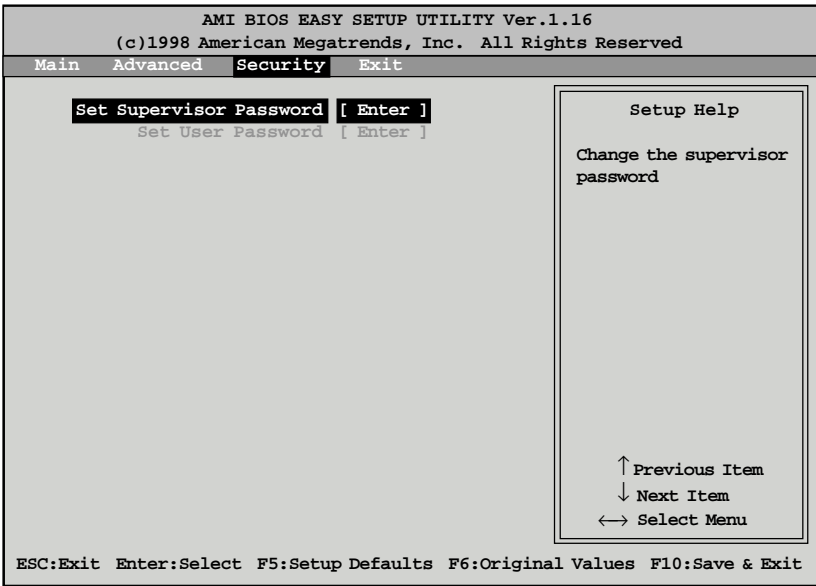 AMI BIOS EASY SETUP UTILITY Ver.1.16
(c)1998 American Megatrends, Inc. All Rights Reserved
Main Advanced Security Exit
Set Supervisor Password [ Enter ]
Set User Password [ Enter ]
Setup Help
Change the supervisor
password
↑ Previous Item
↓ Next Item
←→ Select Menu
ESC:Exit Enter:Select F5:Setup Defaults F6:Original Values F10:Save & Exit